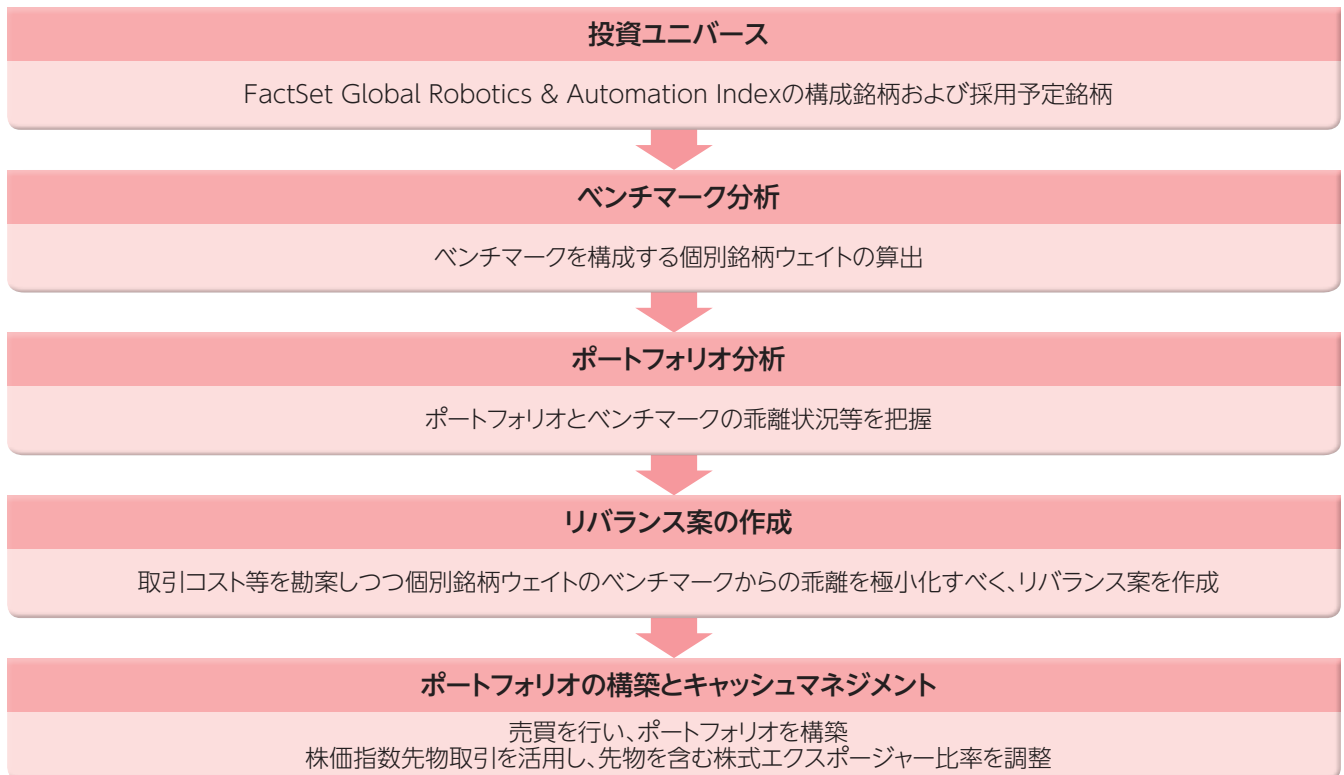 投資ユニバース
FactSet Global Robotics & Automation Indexの構成銘柄および採用予定銘柄
ベンチマーク分析
ベンチマークを構成する個別銘柄ウェイトの算出
ポートフォリオ分析
ポートフォリオとベンチマークの乖離状況等を把握
リバランス案の作成
取引コスト等を勘案しつつ個別銘柄ウェイトのベンチマークからの乖離を極小化すべく、リバランス案を作成
ポートフォリオの構築とキャッシュマネジメント
売買を行い、ポートフォリオを構築
株価指数先物取引を活用し、先物を含む株式エクスポージャー比率を調整